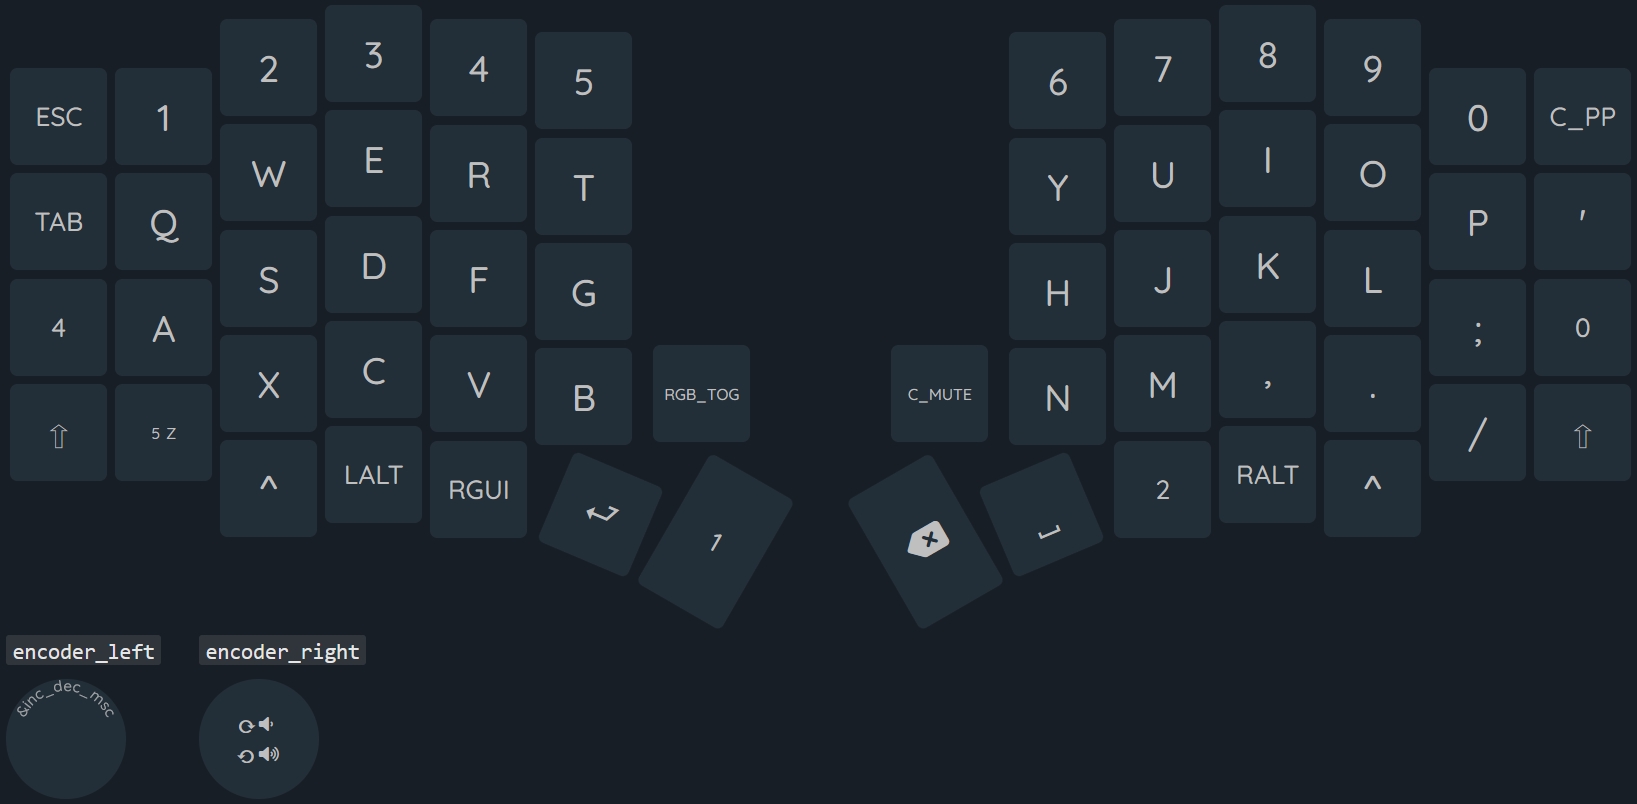 ESC 1 2 3 4 5 6 7 8 9 0 C_PP
TAB Q W E R T Y U I O P '
4 A S D F G H J K L ; 0
⇧ 5 Z X C V B RGB_TOG C_MUTE N M , . / ⇧
^ LALT RGUI ↵ 1 ⌫ ⎵ 2 RALT ^
encoder_left encoder_right
&inc_dec_msc